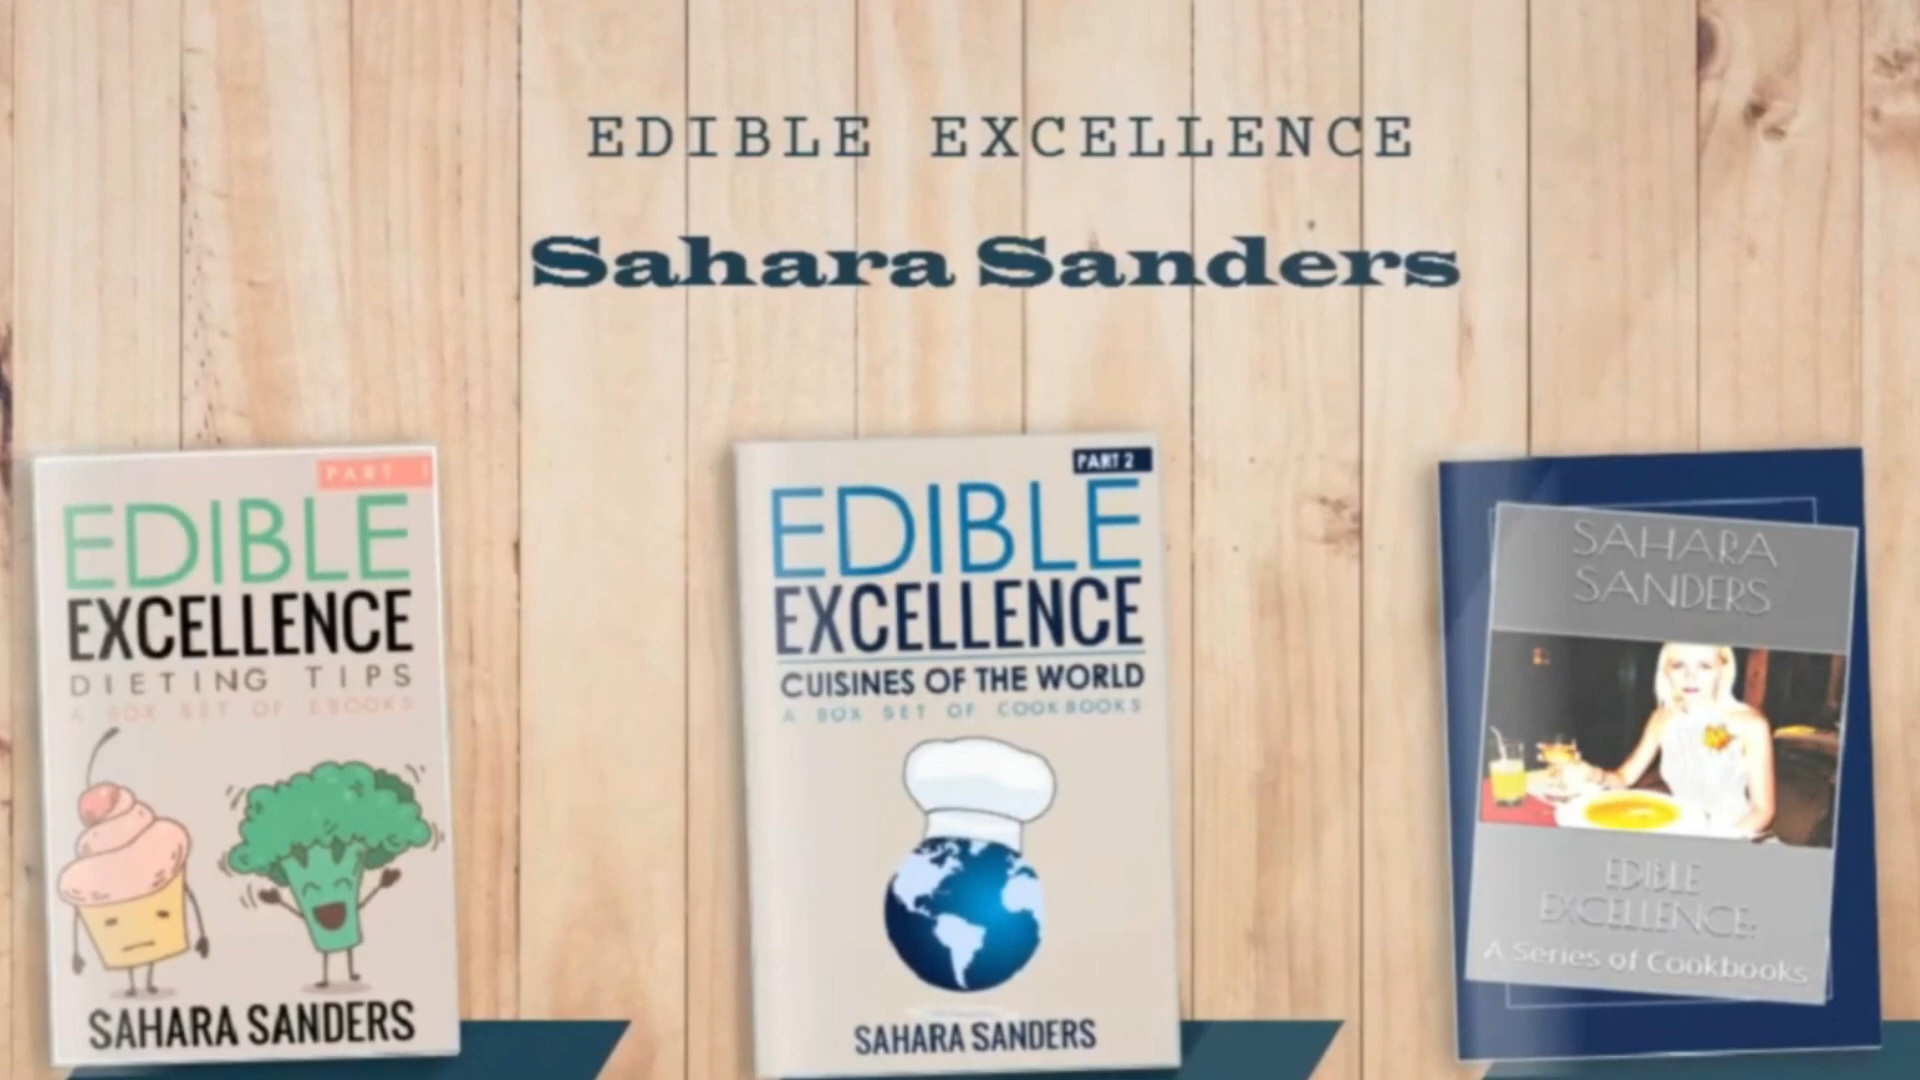 EDIBLE EXCELLENCE
Sahara Sanders
PART 1
EDIBLE
EXCELLENCE
DIETING TIPS
A BOX SET OF EBOOKS
SAHARA SANDERS
PART 2
EDIBLE
EXCELLENCE
CUISINES OF THE WORLD
A BOX SET OF COOKBOOKS
SAHARA SANDERS
SAHARA
SANDERS
EDIBLE
EXCELLENCE:
A Series of Cookbooks